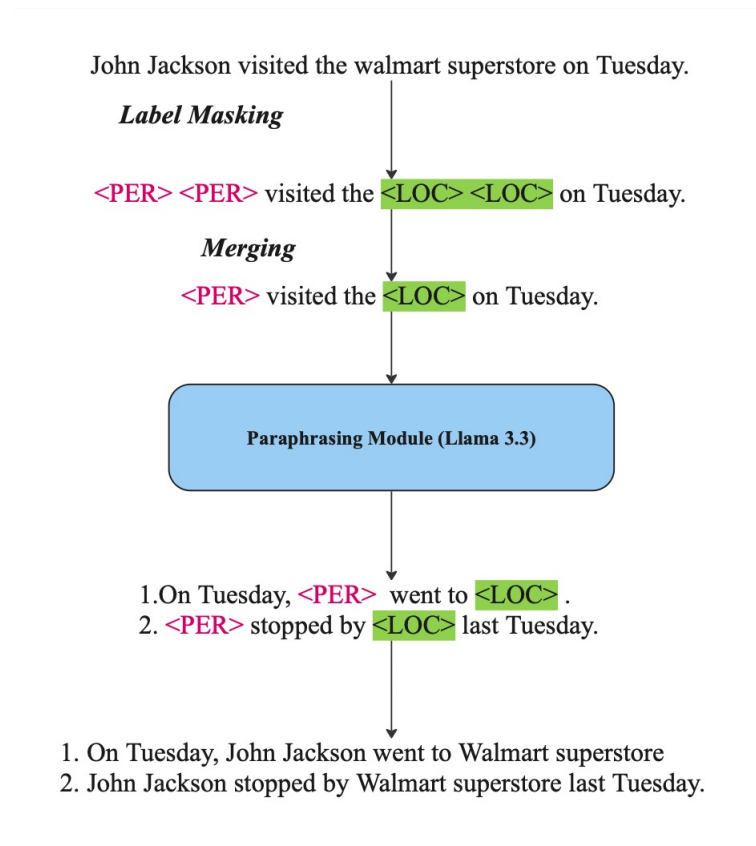 John Jackson visited the walmart superstore on Tuesday.
Label Masking
<PER> <PER> visited the <LOC> <LOC> on Tuesday.
Merging
<PER> visited the <LOC> on Tuesday.
Paraphrasing Module (Llama 3.3)
1.On Tuesday, <PER> went to <LOC> .
2. <PER> stopped by <LOC> last Tuesday.
1. On Tuesday, John Jackson went to Walmart superstore
2. John Jackson stopped by Walmart superstore last Tuesday.